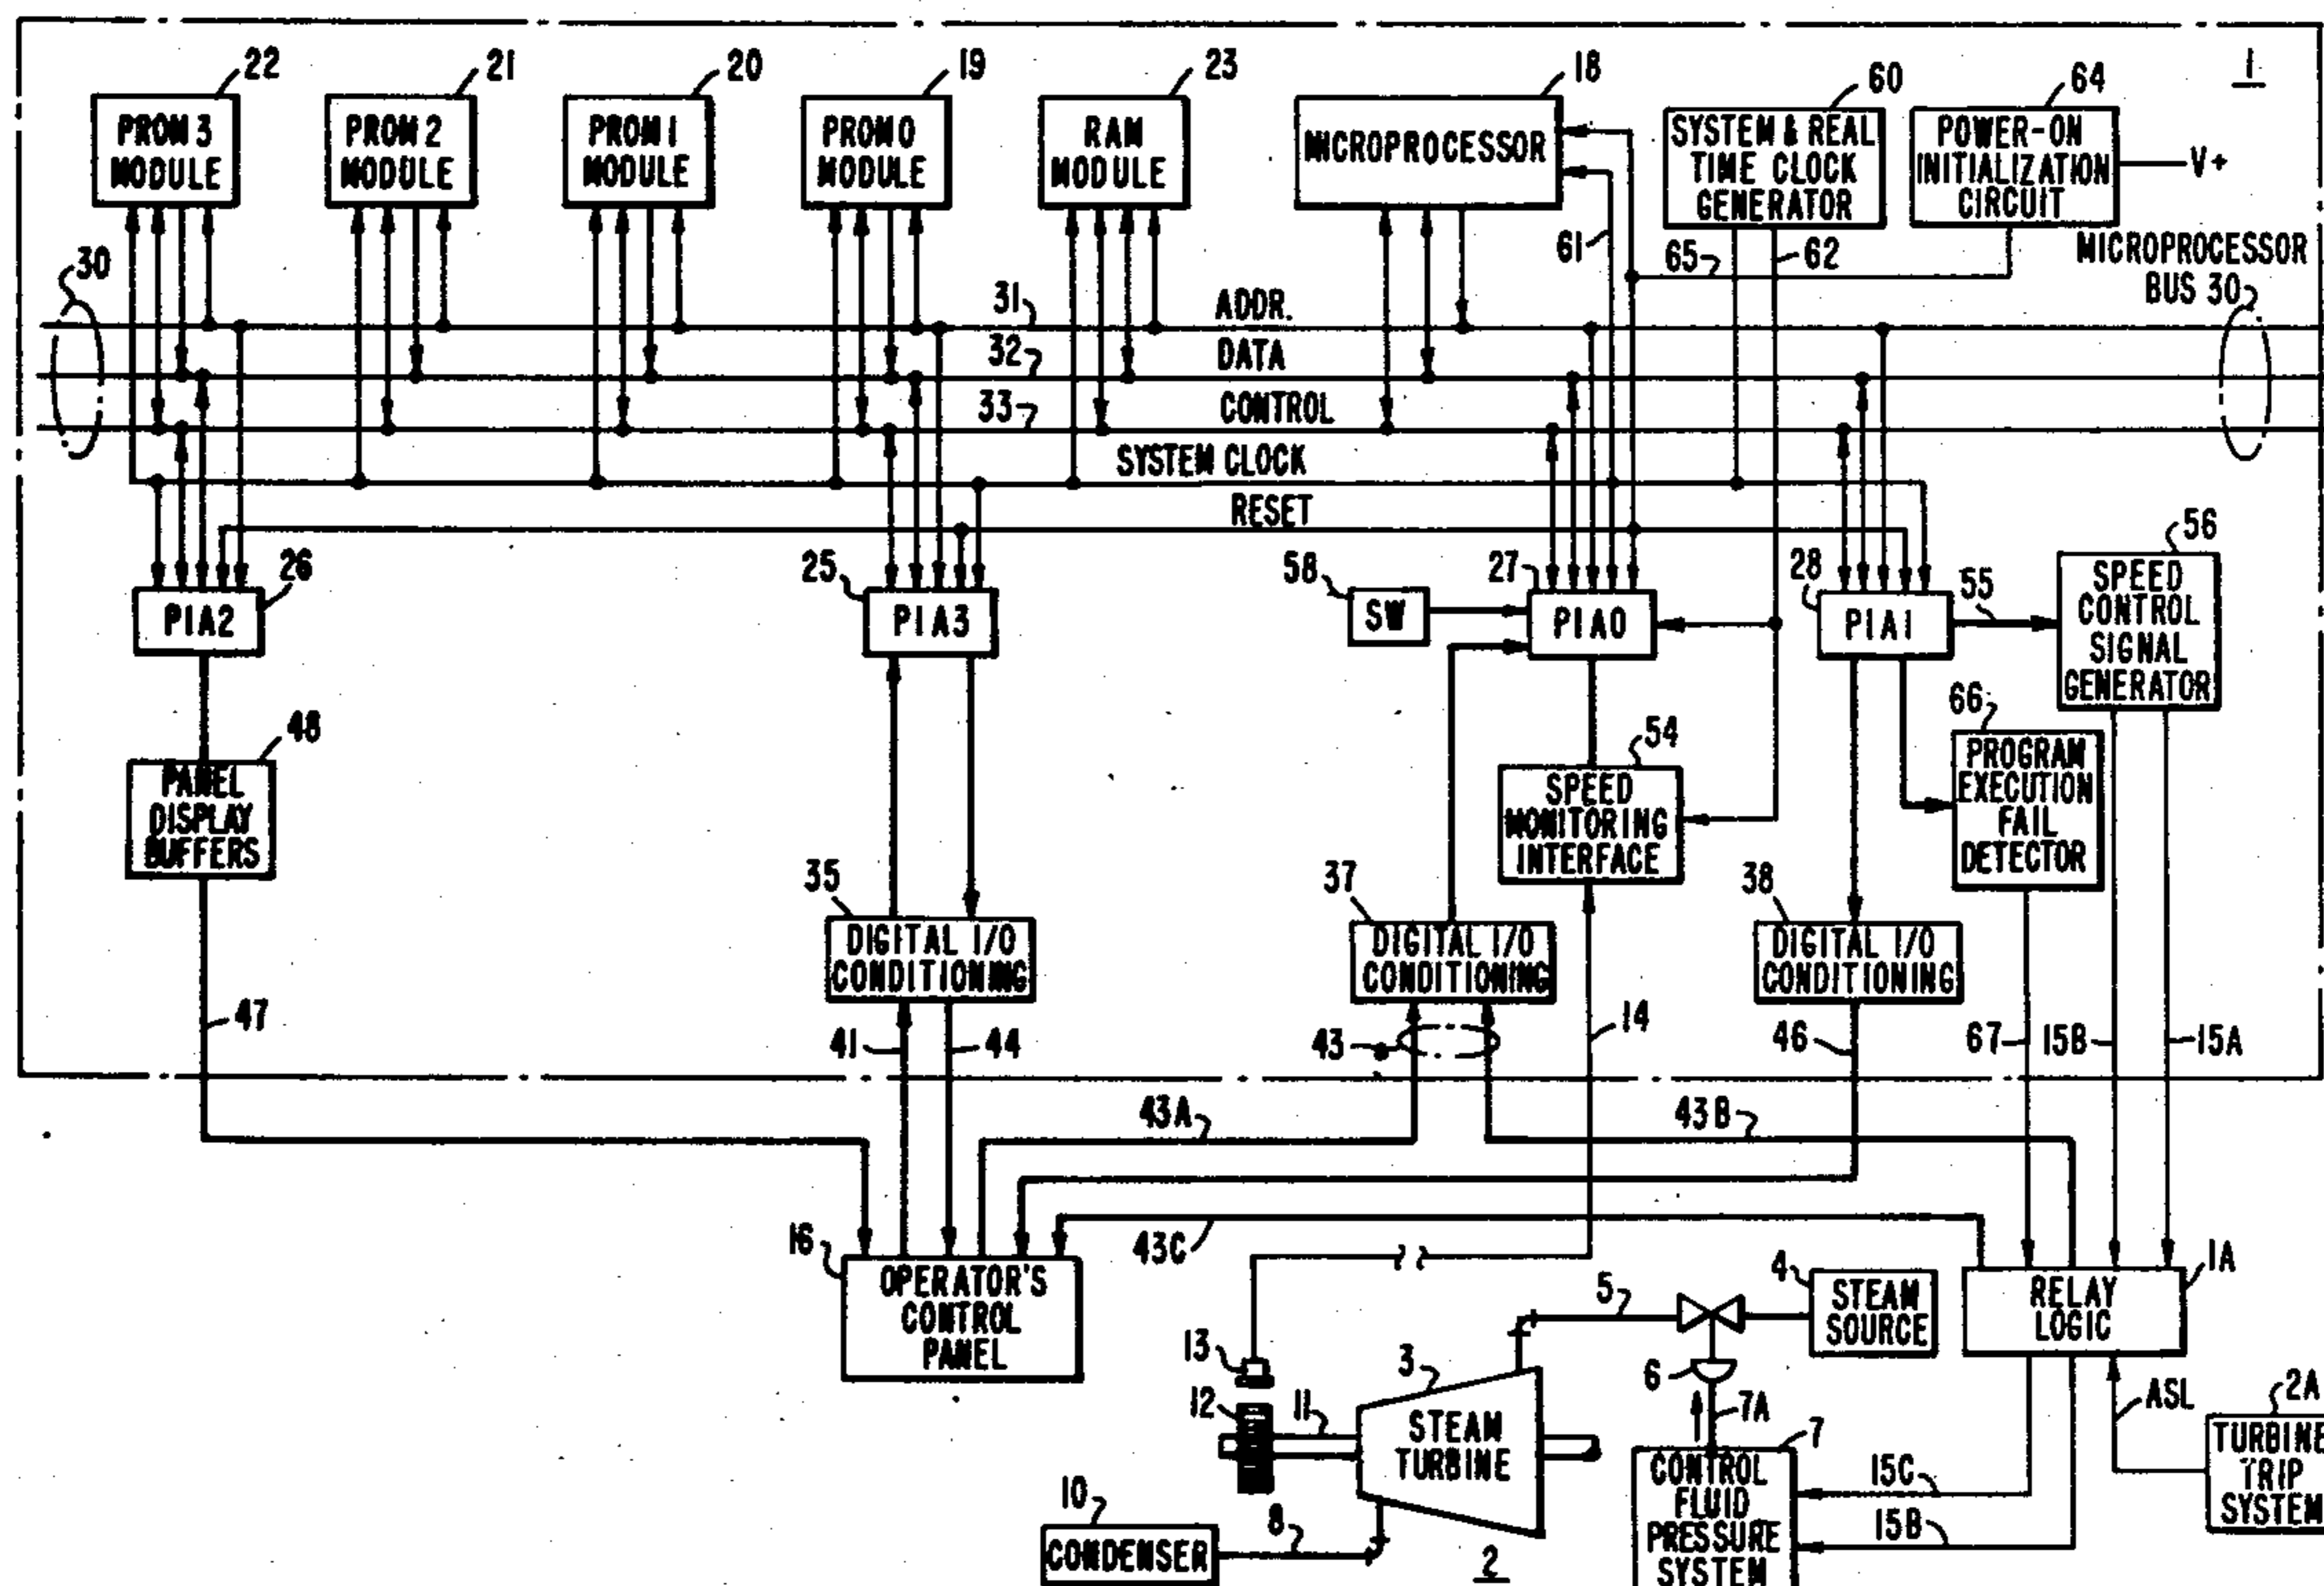 22
21
20
19
23
18
60
64
1
PROM 3
MODULE
PROM 2
MODULE
PROM 1
MODULE
PROM 0
MODULE
RAM
MODULE
MICROPROCESSOR
SYSTEM & REAL
TIME CLOCK
GENERATOR
POWER-ON
INITIALIZATION
CIRCUIT
V+
61
65
62
MICROPROCESSOR
BUS 30
30
31
ADDR.
32
DATA
33
CONTROL
SYSTEM CLOCK
RESET
26
25
58
27
28
55
56
PIA2
PIA3
SW
PIA0
PIA1
SPEED
CONTROL
SIGNAL
GENERATOR
48
54
66
PANEL
DISPLAY
BUFFERS
SPEED
MONITORING
INTERFACE
PROGRAM
EXECUTION
FAIL
DETECTOR
35
37
38
DIGITAL I/O
CONDITIONING
DIGITAL I/O
CONDITIONING
DIGITAL I/O
CONDITIONING
47
41
44
43
14
46
67
15B
15A
43A
43B
16
43C
OPERATOR'S
CONTROL
PANEL
5
4
STEAM
SOURCE
1A
RELAY
LOGIC
13
3
6
12
11
7A
ASL
2A
STEAM
TURBINE
7
TURBINE
TRIP
SYSTEM
CONTROL
FLUID
PRESSURE
SYSTEM
15C
15B
10
CONDENSER
8
2